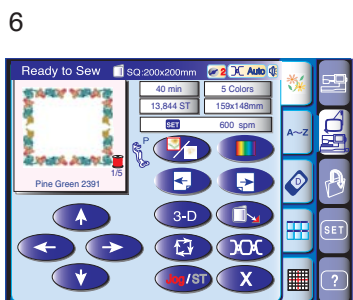 6
Ready to Sew SQ:200x200mm 2 Auto
40 min 5 Colors
13,844 ST 159x148mm
SET 600 spm
P
1/5
Pine Green 2391
A~Z
D
3-D
SET
Jog/ST X
?